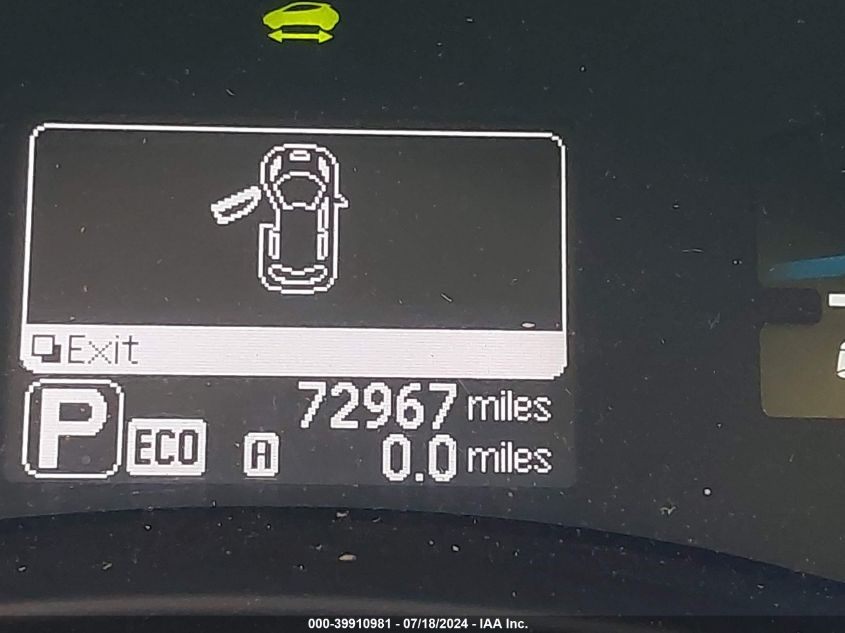 Exit
P ECO 72967 miles
A 0.0 miles
000-39910981 - 07/18/2024 - IAA Inc.